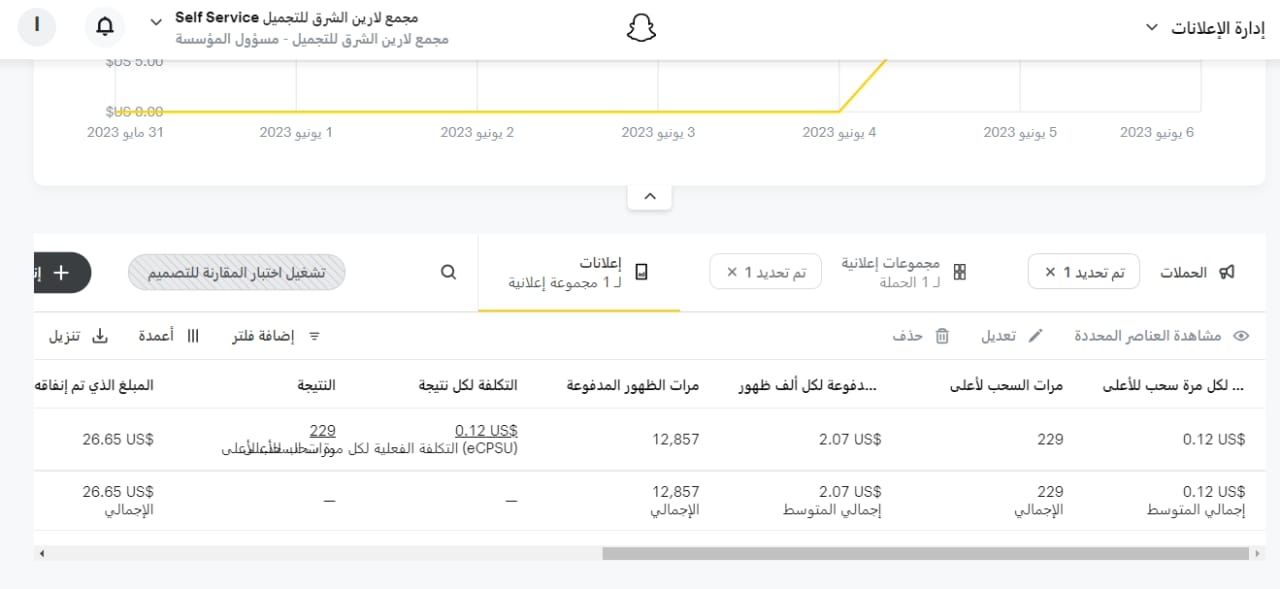 إدارة الإعلانات
مجمع لارين الشرق للتجميل Self Service
مجمع لارين الشرق للتجميل - مسؤول المؤسسة
I
$US 5.00
$US 0.00
31 مايو 2023
1 يونيو 2023
2 يونيو 2023
3 يونيو 2023
4 يونيو 2023
5 يونيو 2023
6 يونيو 2023
الحملات
تم تحديد 1 ×
مجموعات إعلانية
لـ 1 الحملة
تم تحديد 1 ×
إعلانات
لـ 1 مجموعة إعلانية
تشغيل اختبار المقارنة للتصميم
مشاهدة العناصر المحددة
تعديل
حذف
إضافة فلتر
أعمدة
تنزيل
... لكل مرة سحب للأعلى
مرات السحب لأعلى
...دفوعة لكل ألف ظهور
مرات الظهور المدفوعة
التكلفة لكل نتيجة
النتيجة
المبلغ الذي تم إنفاقه
0.12 US$
229
2.07 US$
12,857
0.12 US$
(eCPSU) التكلفة الفعلية لكل
229
26.65 US$
0.12 US$
إجمالي المتوسط
229
الإجمالي
2.07 US$
إجمالي المتوسط
12,857
الإجمالي
—
—
26.65 US$
الإجمالي